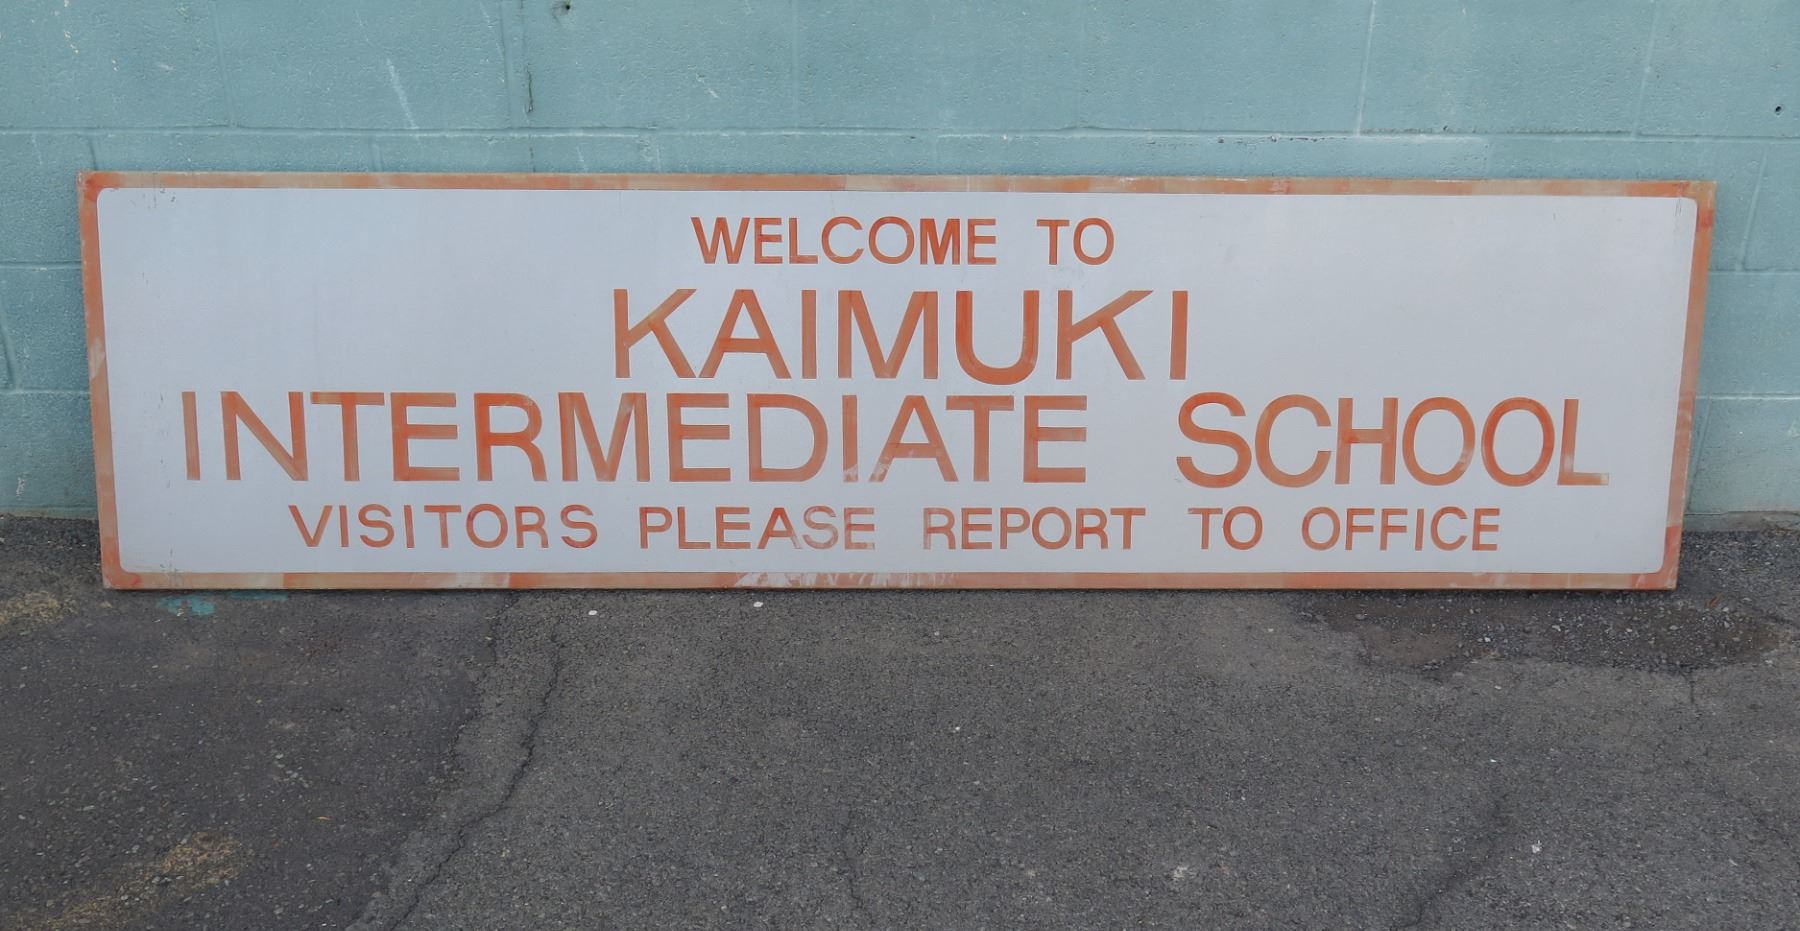 WELCOME TO
KAIMUKI
INTERMEDIATE SCHOOL
VISITORS PLEASE REPORT TO OFFICE